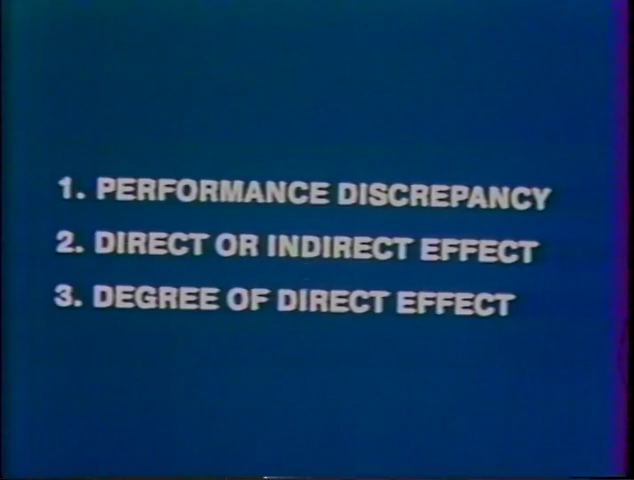 1. PERFORMANCE DISCREPANCY
2. DIRECT OR INDIRECT EFFECT
3. DEGREE OF DIRECT EFFECT